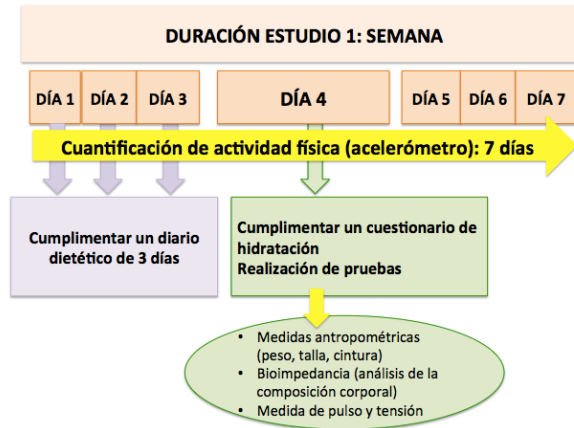 DURACIÓN ESTUDIO 1: SEMANA
DÍA 1 DÍA 2 DÍA 3 DÍA 4 DÍA 5 DÍA 6 DÍA 7
Cuantificación de actividad física (acelerómetro): 7 días
Cumplimentar un diario
dietético de 3 días
Cumplimentar un cuestionario de
hidratación
Realización de pruebas
• Medidas antropométricas
(peso, talla, cintura)
• Bioimpedancia (análisis de la
composición corporal)
• Medida de pulso y tensión